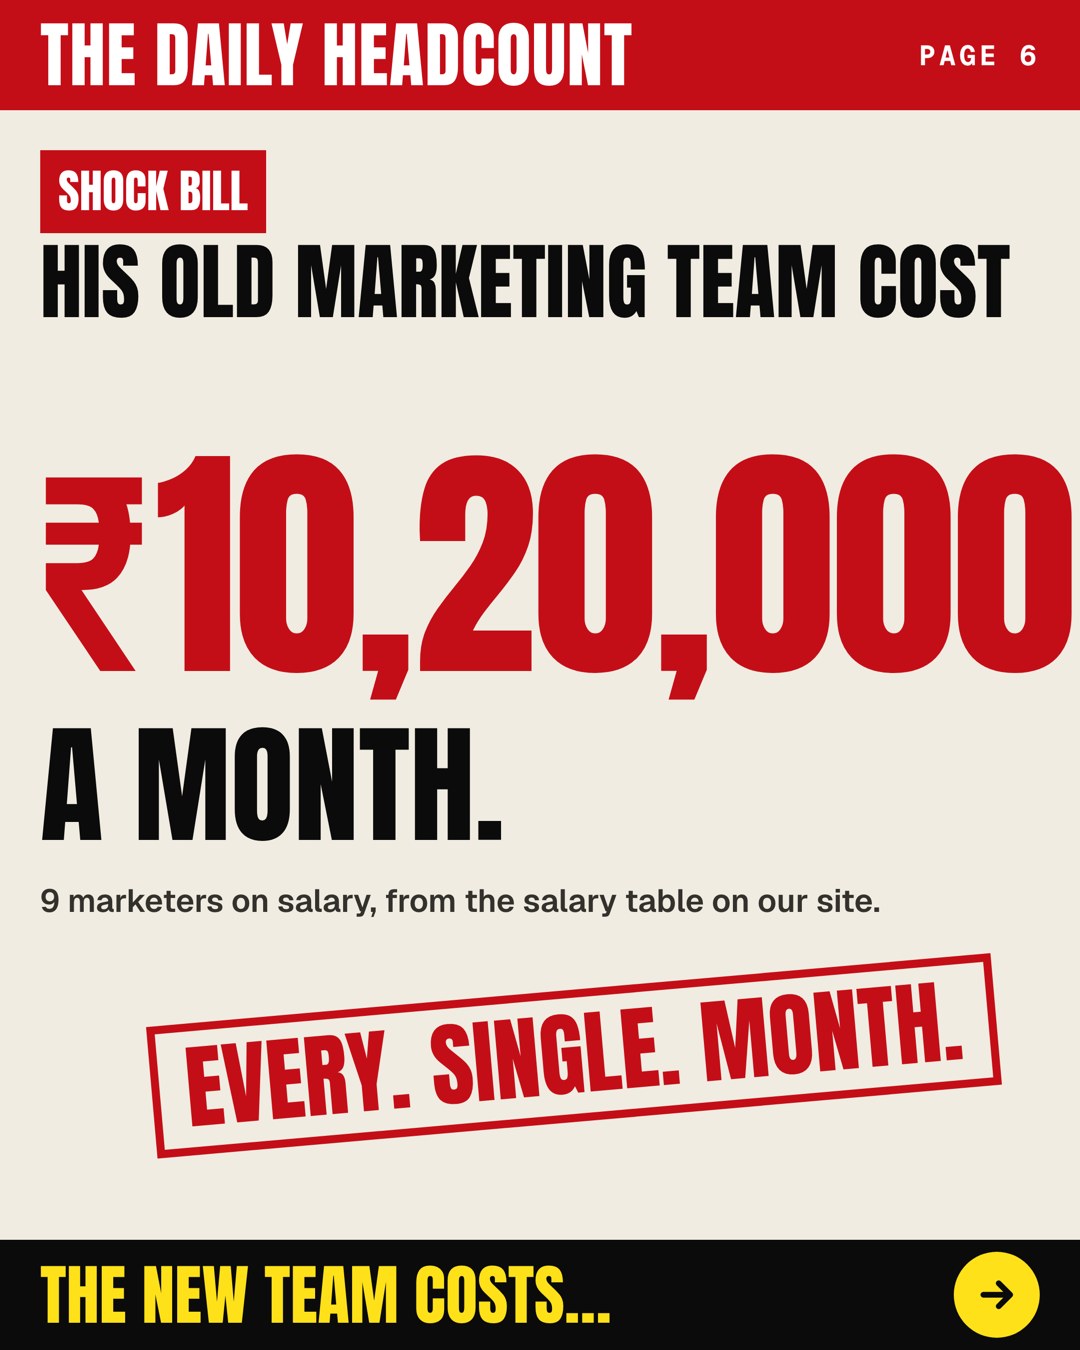 THE DAILY HEADCOUNT
PAGE 6
SHOCK BILL
HIS OLD MARKETING TEAM COST
₹10,20,000
A MONTH.
9 marketers on salary, from the salary table on our site.
EVERY. SINGLE. MONTH.
THE NEW TEAM COSTS...